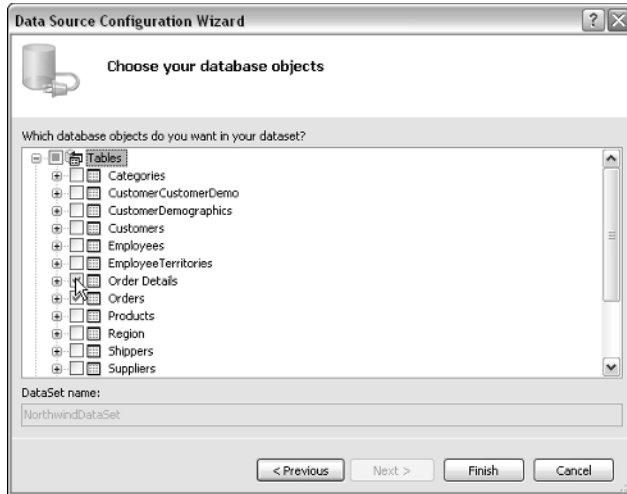 Data Source Configuration Wizard
Choose your database objects
Which database objects do you want in your dataset?
Tables
Categories
CustomerCustomerDemo
CustomerDemographics
Customers
Employees
EmployeeTerritories
Order Details
Orders
Products
Region
Shippers
Suppliers
DataSet name:
NorthwindDataSet
< Previous
Next >
Finish
Cancel